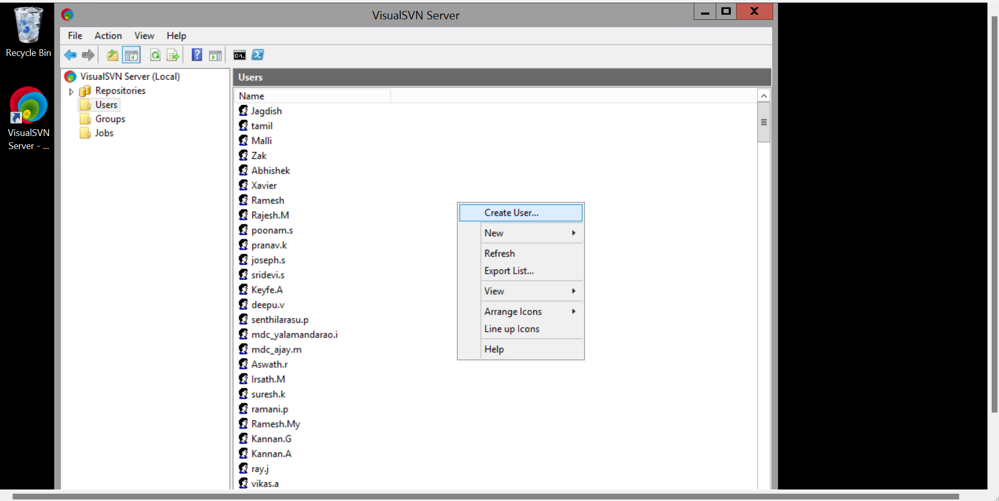 Recycle Bin
VisualSVN
Server - ...
VisualSVN Server
File Action View Help
VisualSVN Server (Local)
Repositories
Users
Groups
Jobs
Users
Name
Jagdish
tamil
Malli
Zak
Abhishek
Xavier
Ramesh
Rajesh.M
poonam.s
pranav.k
joseph.s
sridevi.s
Keyfe.A
deepu.v
senthilarasu.p
mdc_yalamandarao.i
mdc_ajay.m
Aswath.r
Irsath.M
suresh.k
ramani.p
Ramesh.My
Kannan.G
Kannan.A
ray.j
vikas.a
Create User...
New
Refresh
Export List...
View
Arrange Icons
Line up Icons
Help